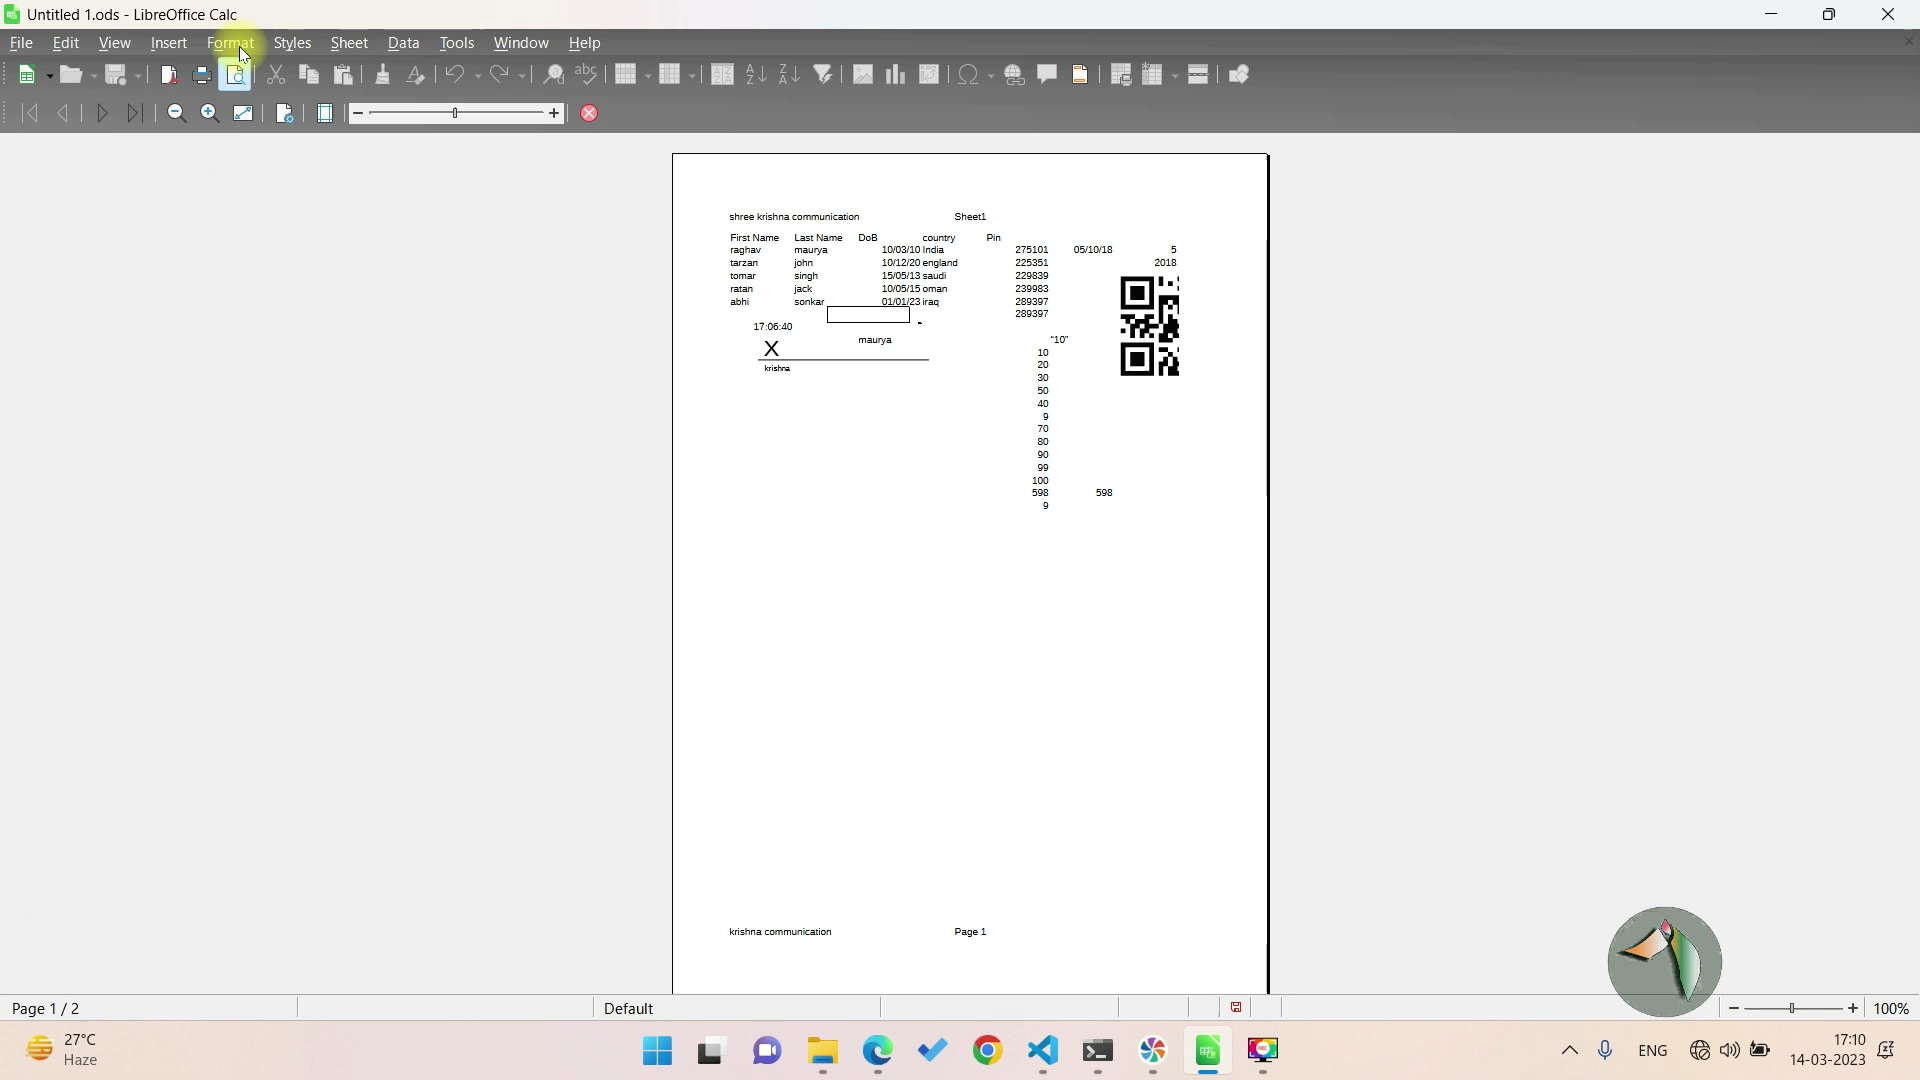 Untitled 1.ods - LibreOffice Calc
File Edit View Insert Format Styles Sheet Data Tools Window Help
shree krishna communication Sheet1
First Name Last Name DoB country Pin
raghav maurya 10/03/10 India 275101 05/10/18 5
tarzan john 10/12/20 england 225351 2018
tomar singh 15/05/13 saudi 229839
ratan jack 10/05/15 oman 239983
abhi sonkar 01/01/23 iraq 289397
289397
17:06:40
maurya "10"
X 10
20
krishna
30
50
40
9
70
80
90
99
100
598 598
9
krishna communication Page 1
Page 1 / 2 Default 100%
27°C
Haze
ENG
17:10
14-03-2023